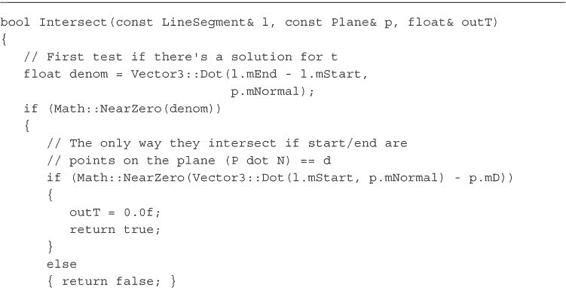 bool Intersect(const LineSegment& l, const Plane& p, float& outT)
{
   // First test if there's a solution for t
   float denom = Vector3::Dot(l.mEnd - l.mStart,
                              p.mNormal);
   if (Math::NearZero(denom))
   {
      // The only way they intersect if start/end are
      // points on the plane (P dot N) == d
      if (Math::NearZero(Vector3::Dot(l.mStart, p.mNormal) - p.mD))
      {
         outT = 0.0f;
         return true;
      }
      else
      { return false; }